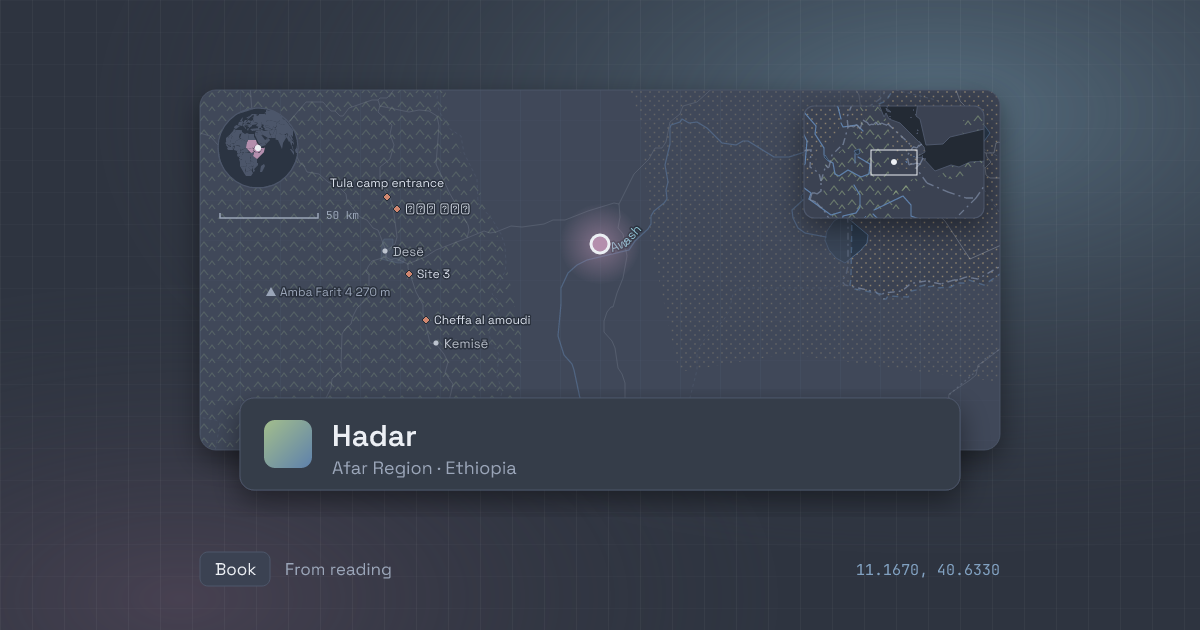 Tula camp entrance
50 km
Desē
Site 3
Amba Farit 4 270 m
Cheffa al amoudi
Kemisē
Awash
Hadar
Afar Region · Ethiopia
Book
From reading
11.1670, 40.6330